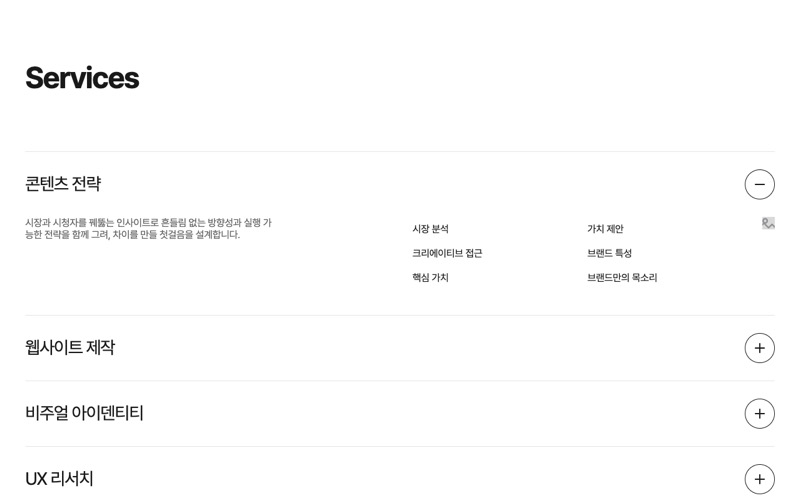 Services
콘텐츠 전략
시장과 시청자를 꿰뚫는 인사이트로 흔들림 없는 방향성과 실행 가
능한 전략을 함께 그려, 차이를 만들 첫걸음을 설계합니다.
시장 분석
가치 제안
크리에이티브 접근
브랜드 특성
핵심 가치
브랜드만의 목소리
웹사이트 제작
비주얼 아이덴티티
UX 리서치